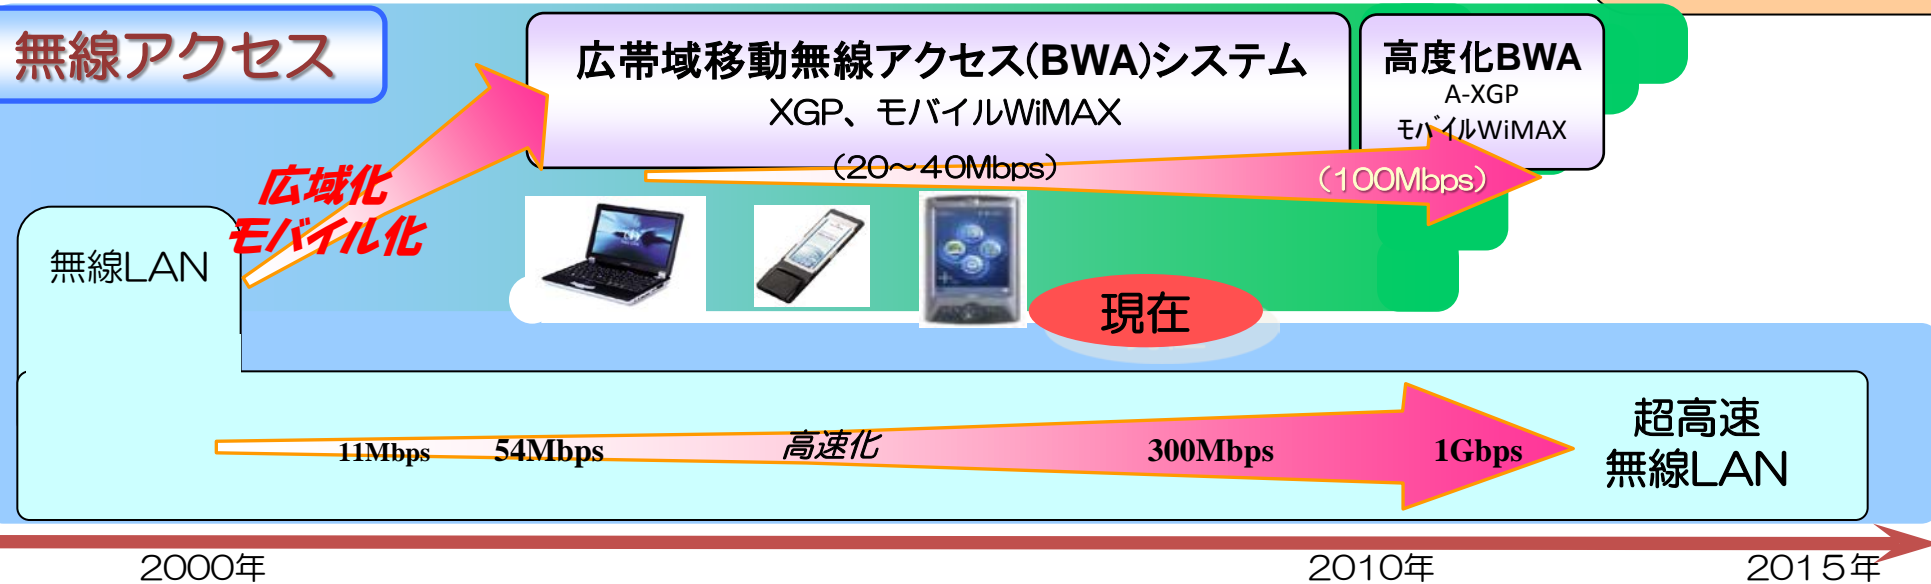 無線アクセス
広帯域移動無線アクセス(BWA)システム
XGP、モバイルWiMAX
(20～40Mbps)
高度化BWA
A-XGP
ﾓﾊﾞｲﾙWiMAX
(100Mbps)
広域化
モバイル化
無線LAN
現在
11Mbps
54Mbps
高速化
300Mbps
1Gbps
超高速
無線LAN
2000年
2010年
2015年